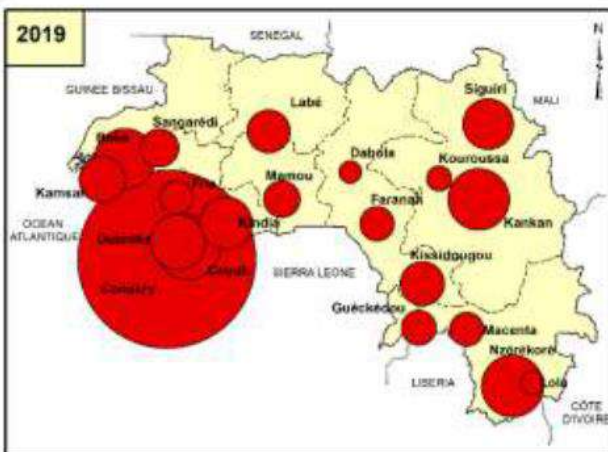 2019
SENEGAL
N
GUINEE BISSAU
Siguiri
Labé
MALI
Sangarédi
Dabola
Kouroussa
Kamsar
Mamou
Faranah
OCEAN
ATLANTIQUE
Kindia
Kankan
SIERRA LEONE
Kissidougou
Conakry
Guéckédou
Macenta
Nzérékoré
LIBERIA
Lola
CÔTE
D'IVOIRE